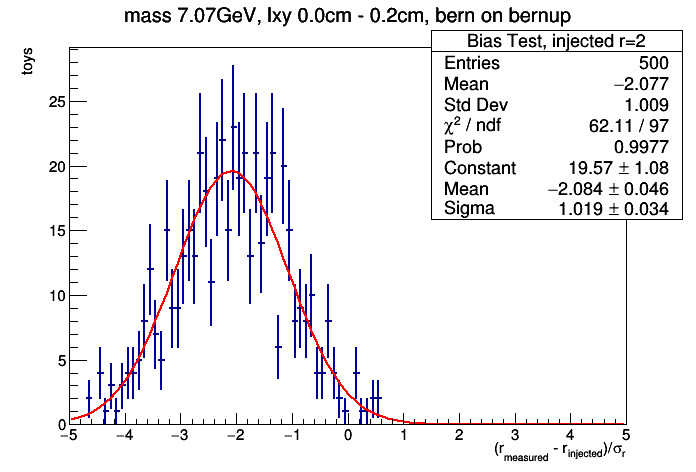 mass 7.07GeV, lxy 0.0cm - 0.2cm, bern on bernup
Bias Test, injected r=2
Entries 500
Mean −2.077
Std Dev 1.009
χ² / ndf 62.11 / 97
Prob 0.9977
Constant 19.57 ± 1.08
Mean −2.084 ± 0.046
Sigma 1.019 ± 0.034
toys
25
20
15
10
5
0
−5 −4 −3 −2 −1 0 1 2 3 4 5
(r_measured - r_injected)/σ_r